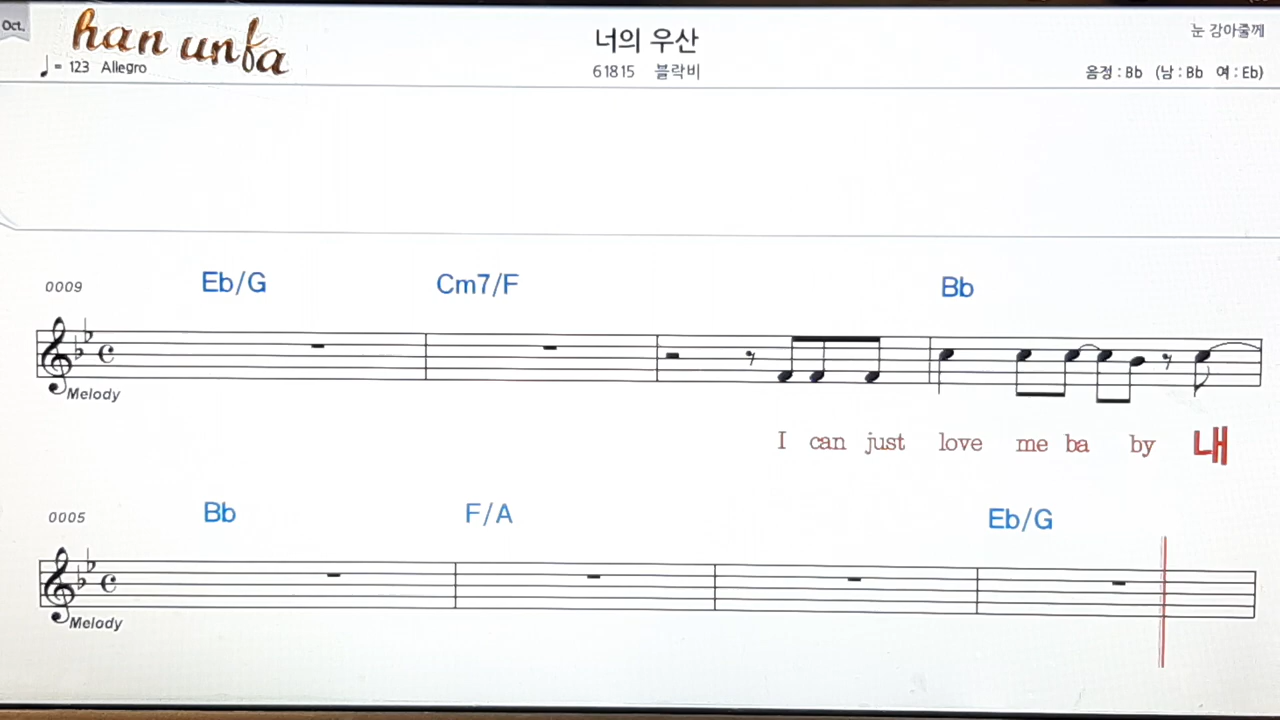 Oct.
han unfa
너의 우산
눈 감아줄께
♩= 123 Allegro
61815 블락비
음정 : Bb (남 : Bb 여 : Eb)
0009 Eb/G Cm7/F Bb
Melody
I can just love me ba by 내
0005 Bb F/A Eb/G
Melody